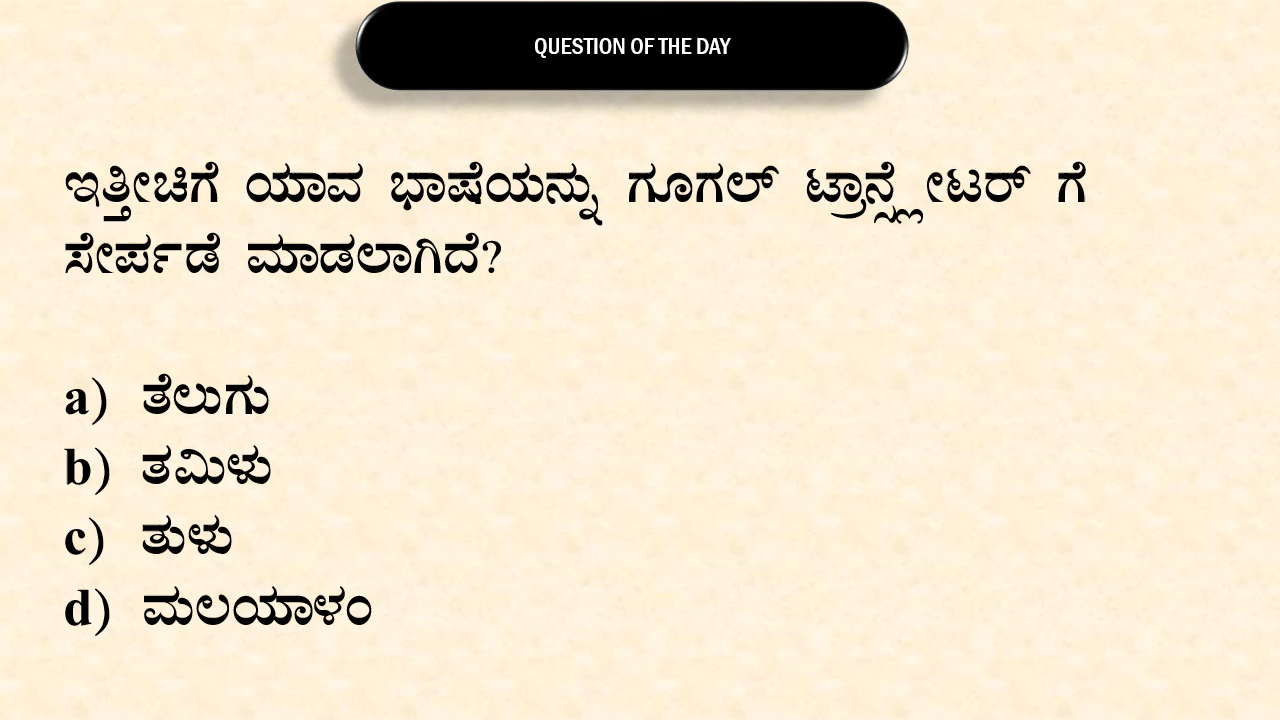 QUESTION OF THE DAY
ಇತ್ತೀಚಿಗೆ ಯಾವ ಭಾಷೆಯನ್ನು ಗೂಗಲ್ ಟ್ರಾನ್ಸ್ಲೇಟರ್ ಗೆ
ಸೇರ್ಪಡೆ ಮಾಡಲಾಗಿದೆ?
a) ತೆಲುಗು
b) ತಮಿಳು
c) ತುಳು
d) ಮಲಯಾಳಂ